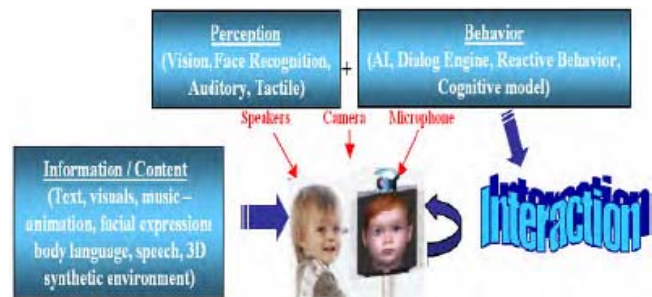 Perception
(Vision, Face Recognition,
Auditory, Tactile)
+
Behavior
(AI, Dialog Engine, Reactive Behavior,
Cognitive model)
Speakers
Camera
Microphone
Information / Content
(Text, visuals, music –
animation, facial expression:
body language, speech, 3D
synthetic environment)
Interaction